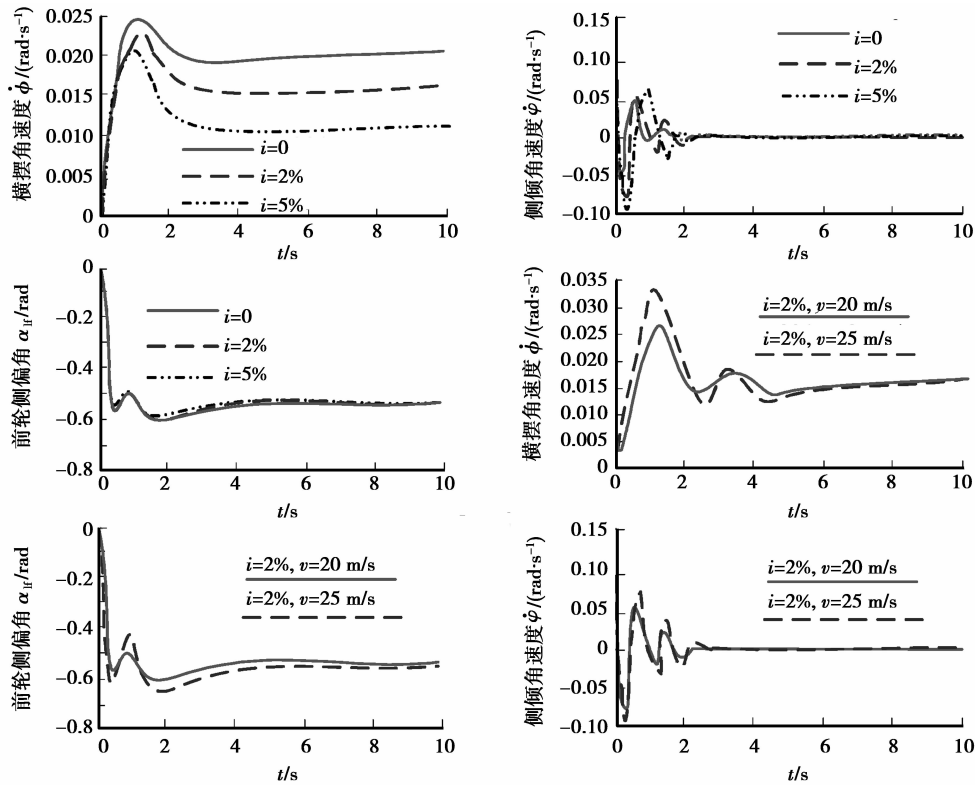 横摆角速度 ϕ̇/(rad·s⁻¹)
0.025
0.020
0.015
0.010
0.005
0
i=0
i=2%
i=5%
0 2 4 6 8 10
t/s
侧倾角速度 φ̇/(rad·s⁻¹)
0.15
0.10
0.05
0
−0.05
−0.10
i=0
i=2%
i=5%
0 2 4 6 8 10
t/s
前轮侧偏角 α_lf/rad
0
−0.2
−0.4
−0.6
−0.8
i=0
i=2%
i=5%
0 2 4 6 8 10
t/s
横摆角速度 ϕ̇/(rad·s⁻¹)
0.035
0.030
0.025
0.020
0.015
0.010
0.005
0
i=2%, v=20 m/s
i=2%, v=25 m/s
0 2 4 6 8 10
t/s
前轮侧偏角 α_lf/rad
0
−0.2
−0.4
−0.6
−0.8
i=2%, v=20 m/s
i=2%, v=25 m/s
0 2 4 6 8 10
t/s
侧倾角速度 φ̇/(rad·s⁻¹)
0.15
0.10
0.05
0
−0.05
−0.10
i=2%, v=20 m/s
i=2%, v=25 m/s
0 2 4 6 8 10
t/s